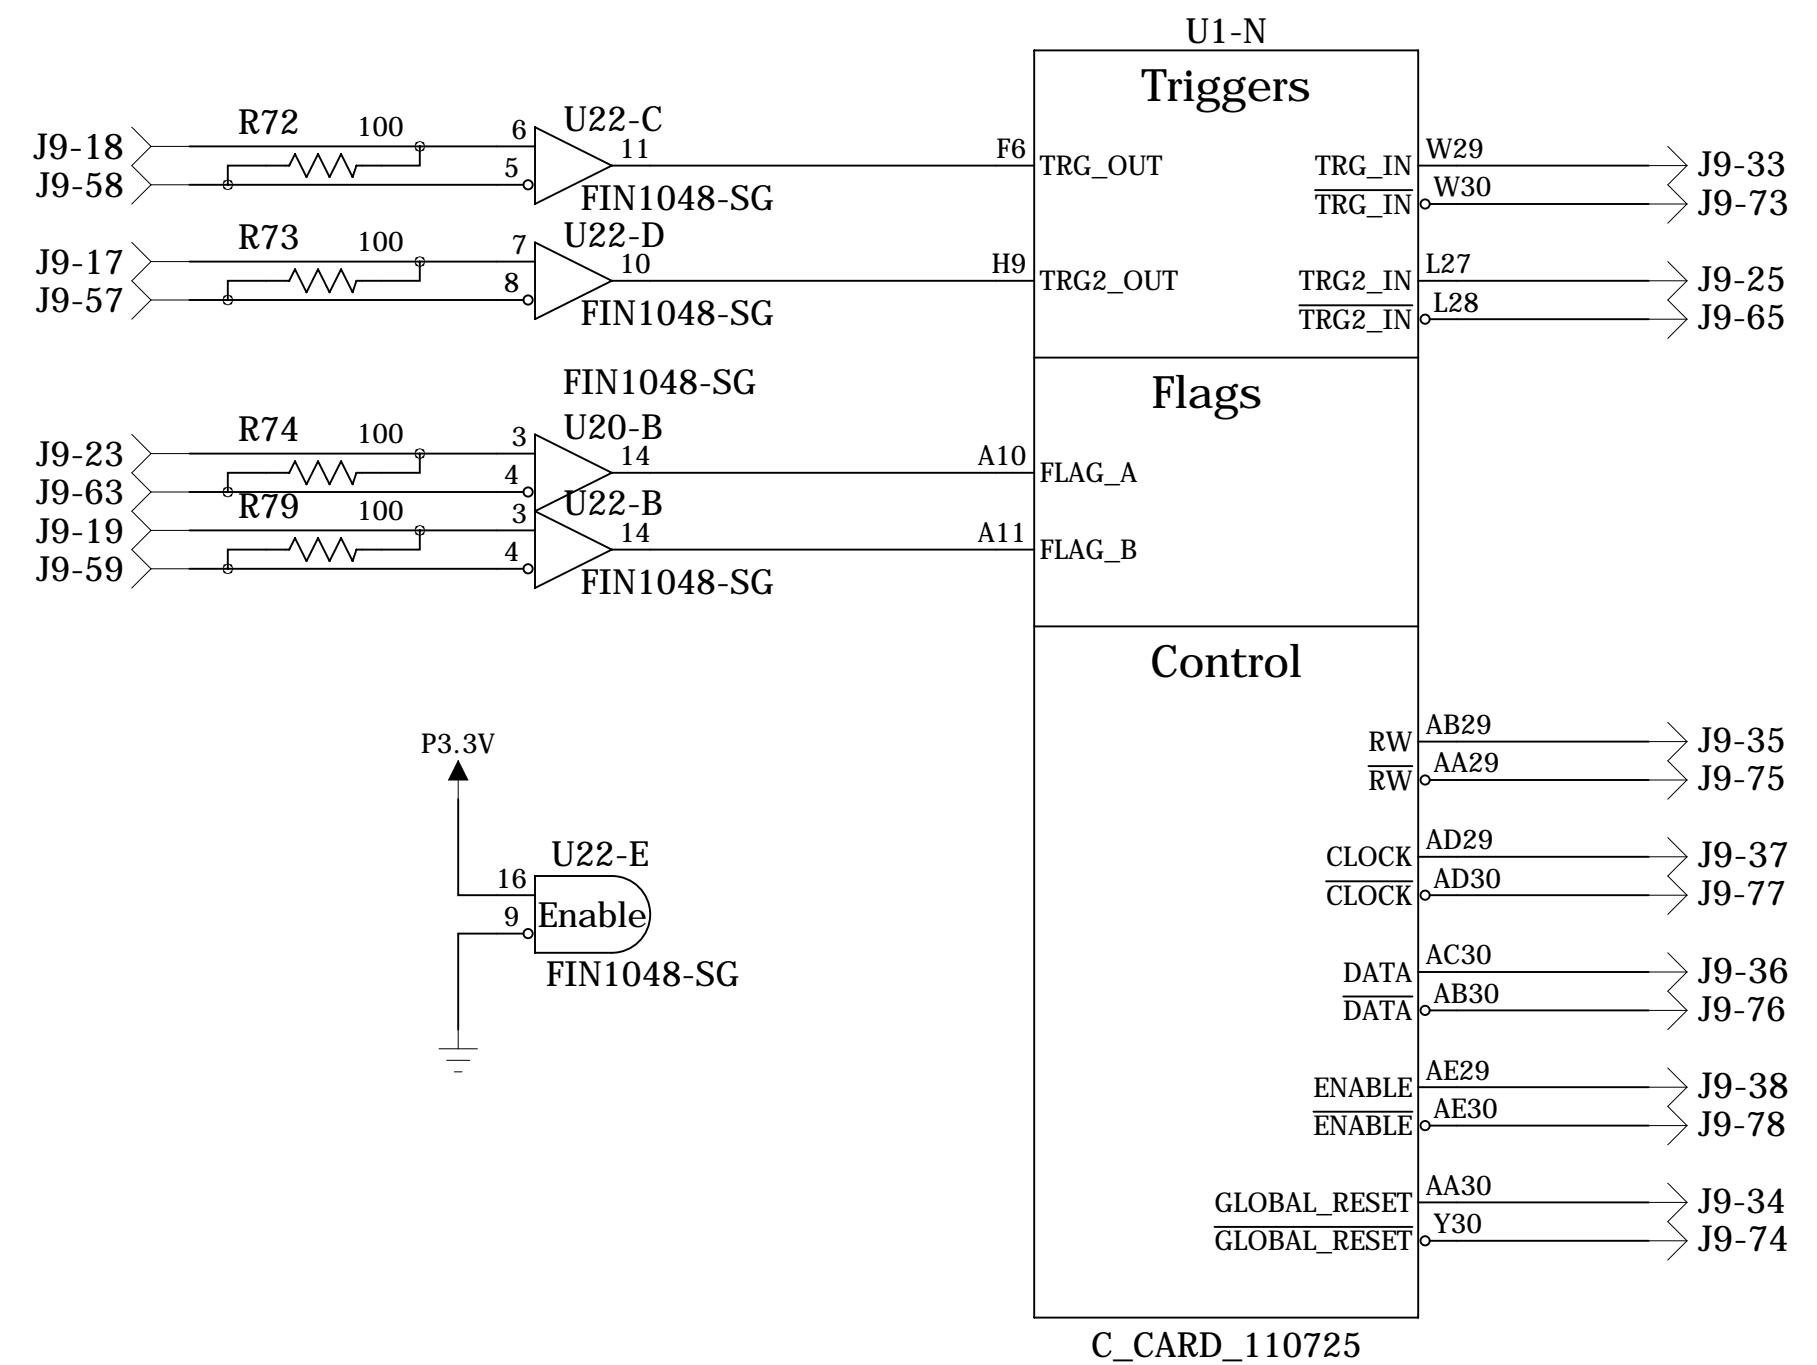 U1-N
Triggers
J9-18
R72 100
6
U22-C
11
J9-58
5
FIN1048-SG
F6 TRG_OUT
TRG_IN W29 J9-33
TRG_IN W30 J9-73
J9-17
R73 100
7
U22-D
10
J9-57
8
FIN1048-SG
H9 TRG2_OUT
TRG2_IN L27 J9-25
TRG2_IN L28 J9-65
Flags
FIN1048-SG
J9-23
R74 100
3
U20-B
14
J9-63
4
A10 FLAG_A
J9-19
R79 100
3
U22-B
14
J9-59
4
FIN1048-SG
A11 FLAG_B
Control
RW AB29 J9-35
RW AA29 J9-75
CLOCK AD29 J9-37
CLOCK AD30 J9-77
DATA AC30 J9-36
DATA AB30 J9-76
ENABLE AE29 J9-38
ENABLE AE30 J9-78
GLOBAL_RESET AA30 J9-34
GLOBAL_RESET Y30 J9-74
P3.3V
U22-E
16
9
Enable
FIN1048-SG
C_CARD_110725